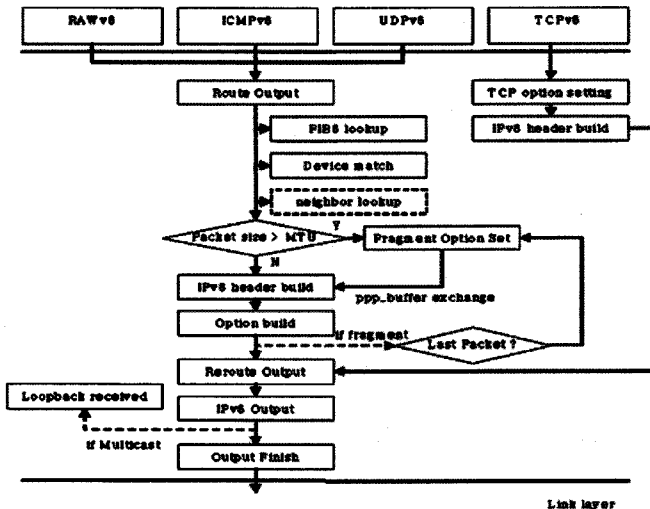 RAWv6
ICMPv6
UDPv6
TCPv6
Route Output
TCP option setting
IPv6 header build
FIB6 lookup
Device match
neighbor lookup
Y
Packet size > MTU
Fragment Option Set
N
IPv6 header build
ppp_buffer exchange
Option build
if fragment
Last Packet ?
Reroute Output
Loopback received
IPv6 Output
if Multicast
Output Finish
Link layer